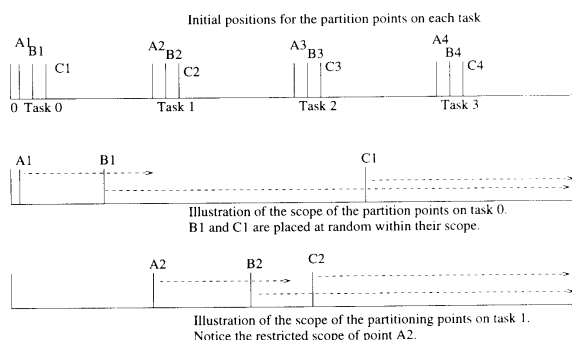 Initial positions for the partition points on each task
A1 B1 C1 A2 B2 C2 A3 B3 C3 A4 B4 C4
0 Task 0 Task 1 Task 2 Task 3
A1 B1 C1
Illustration of the scope of the partition points on task 0.
B1 and C1 are placed at random within their scope.
A2 B2 C2
Illustration of the scope of the partitioning points on task 1.
Notice the restricted scope of point A2.